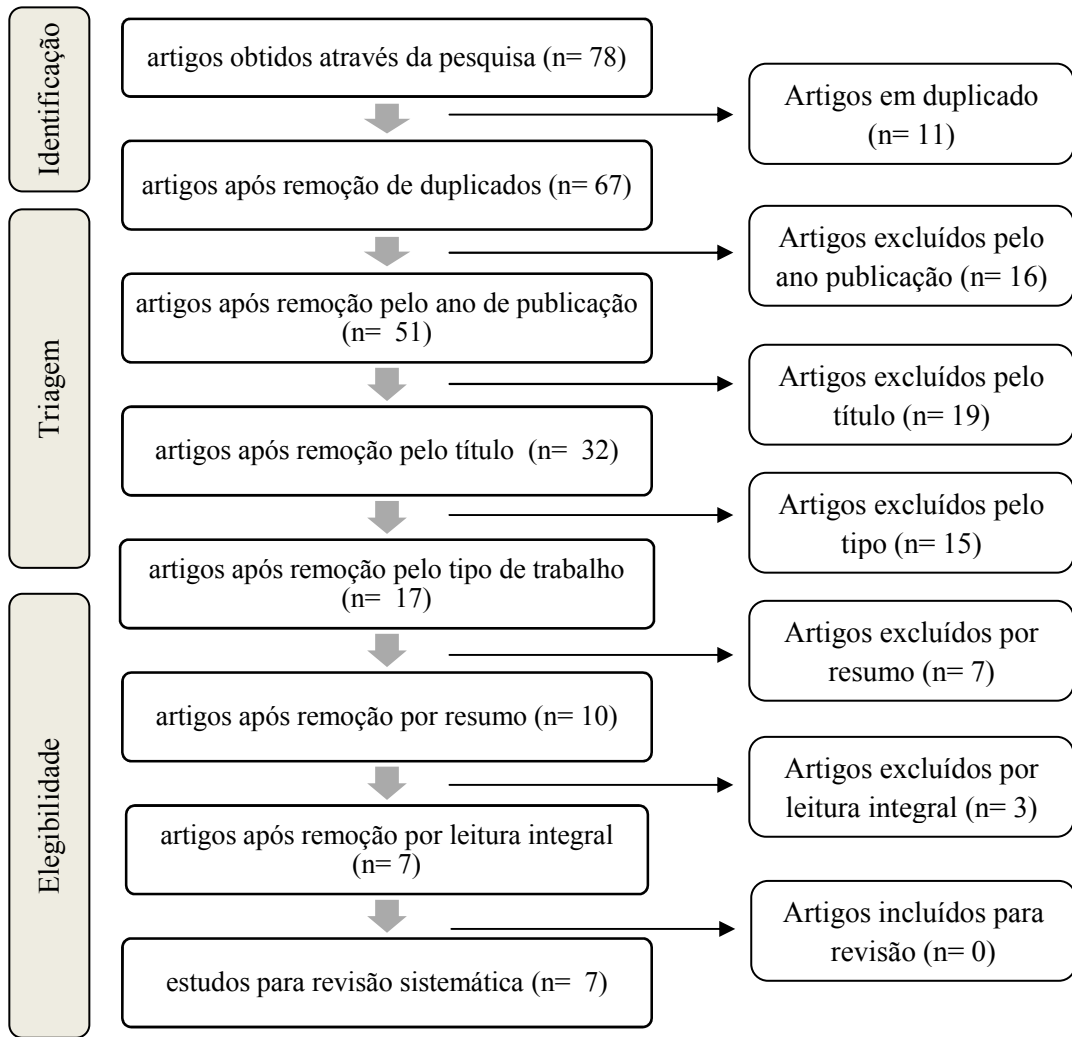 Identificação
artigos obtidos através da pesquisa (n= 78)
Artigos em duplicado
(n= 11)
artigos após remoção de duplicados (n= 67)
Triagem
Artigos excluídos pelo
ano publicação (n= 16)
artigos após remoção pelo ano de publicação
(n= 51)
Artigos excluídos pelo
título (n= 19)
artigos após remoção pelo título (n= 32)
Artigos excluídos pelo
tipo (n= 15)
artigos após remoção pelo tipo de trabalho
(n= 17)
Elegibilidade
Artigos excluídos por
resumo (n= 7)
artigos após remoção por resumo (n= 10)
Artigos excluídos por
leitura integral (n= 3)
artigos após remoção por leitura integral
(n= 7)
Artigos incluídos para
revisão (n= 0)
estudos para revisão sistemática (n= 7)